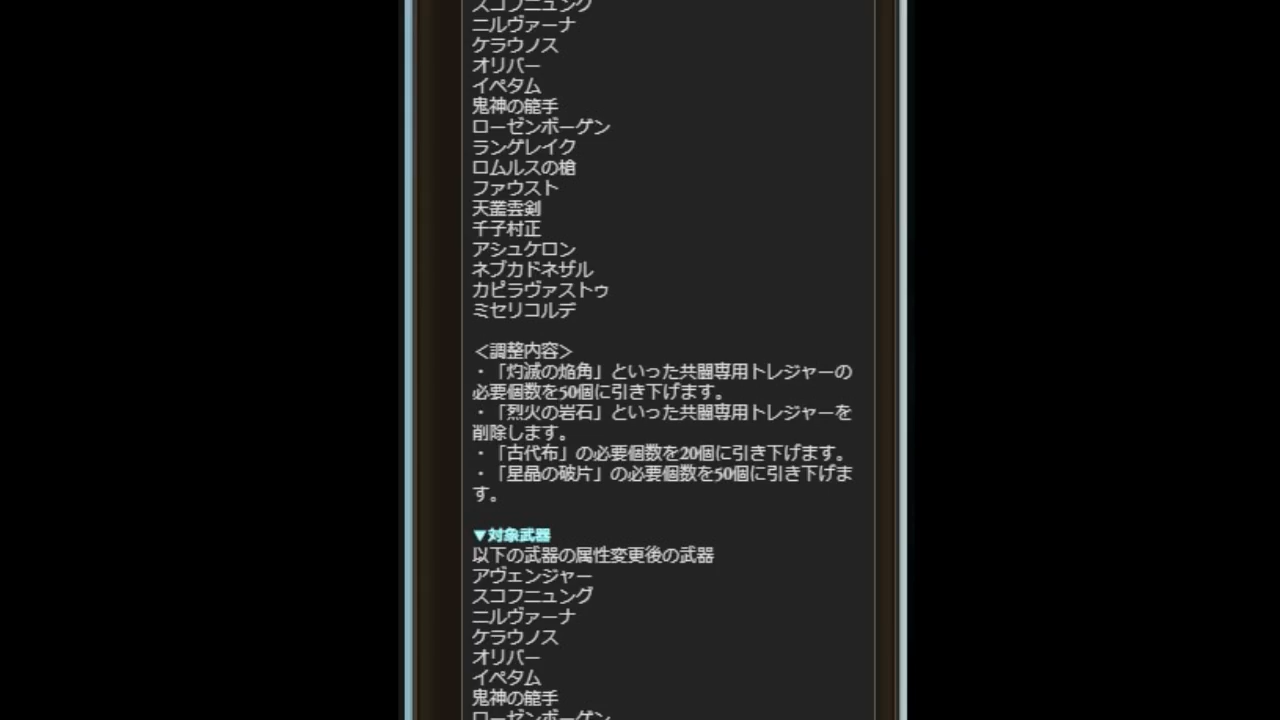 スコフニュング
ニルヴァーナ
ケラウノス
オリバー
イペタム
鬼神の籠手
ローゼンボーゲン
ランゲレイク
ロムルスの槍
ファウスト
天叢雲剣
千子村正
アシュケロン
ネブカドネザル
カピラヴァストゥ
ミセリコルデ
＜調整内容＞
・「灼滅の焔角」といった共闘専用トレジャーの
必要個数を50個に引き下げます。
・「烈火の岩石」といった共闘専用トレジャーを
削除します。
・「古代布」の必要個数を20個に引き下げます。
・「星晶の破片」の必要個数を50個に引き下げま
す。
▼対象武器
以下の武器の属性変更後の武器
アヴェンジャー
スコフニュング
ニルヴァーナ
ケラウノス
オリバー
イペタム
鬼神の籠手
ローゼンボーゲン